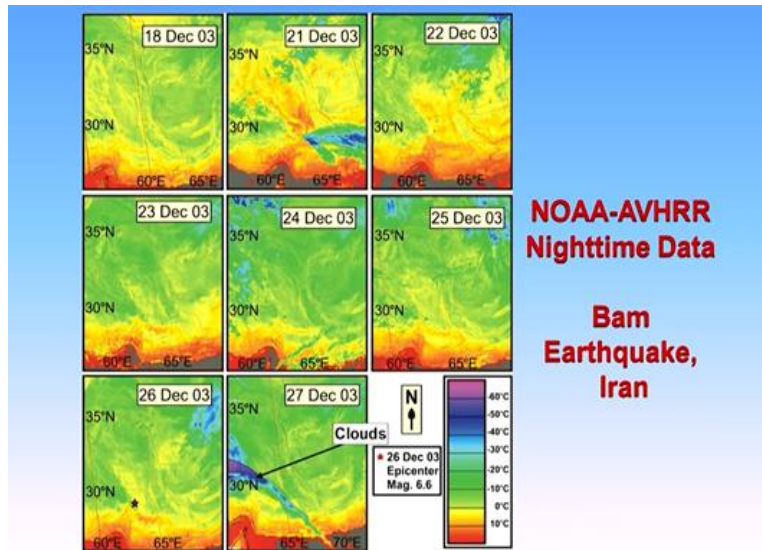 18 Dec 03
35°N
30°N
60°E 65°E
21 Dec 03
35°N
30°N
60°E 65°E
22 Dec 03
35°N
30°N
60°E 65°E
23 Dec 03
35°N
30°N
60°E 65°E
24 Dec 03
35°N
30°N
60°E 65°E
25 Dec 03
35°N
30°N
60°E 65°E
26 Dec 03
35°N
30°N
60°E 65°E
27 Dec 03
35°N
30°N
65°E 70°E
Clouds
N
26 Dec 03
Epicenter
Mag. 6.6
-60°C
-50°C
-40°C
-30°C
-20°C
-10°C
0°C
10°C
NOAA-AVHRR
Nighttime Data
Bam
Earthquake,
Iran